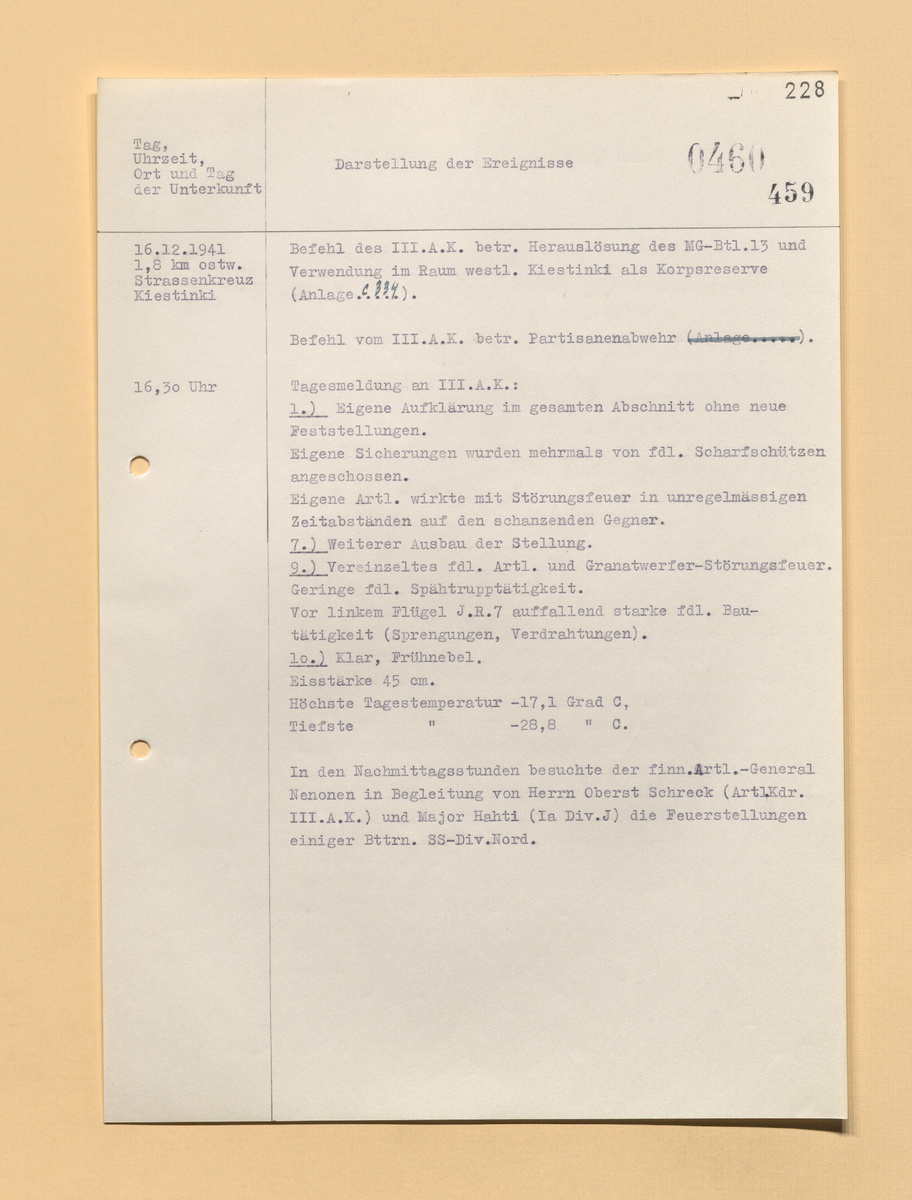 228
Tag,
Uhrzeit,
Ort und Tag
der Unterkunft
Darstellung der Ereignisse
0460
459
16.12.1941
1,8 km ostw.
Strassenkreuz
Kiestinki
Befehl des III.A.K. betr. Herauslösung des MG-Btl.13 und
Verwendung im Raum westl. Kiestinki als Korpsreserve
(Anlage C.334).
Befehl vom III.A.K. betr. Partisanenabwehr (Anlage.....).
16,3o Uhr
Tagesmeldung an III.A.K.:
1.) Eigene Aufklärung im gesamten Abschnitt ohne neue
Feststellungen.
Eigene Sicherungen wurden mehrmals von fdl. Scharfschützen
angeschossen.
Eigene Artl. wirkte mit Störungsfeuer in unregelmässigen
Zeitabständen auf den schanzenden Gegner.
7.) Weiterer Ausbau der Stellung.
9.) Vereinzeltes fdl. Artl. und Granatwerfer-Störungsfeuer.
Geringe fdl. Spähtrupptätigkeit.
Vor linkem Flügel J.R.7 auffallend starke fdl. Bau-
tätigkeit (Sprengungen, Verdrahtungen).
1o.) Klar, Frühnebel.
Eisstärke 45 cm.
Höchste Tagestemperatur -17,1 Grad C,
Tiefste " -28,8 " C.
In den Nachmittagsstunden besuchte der finn.Artl.-General
Nenonen in Begleitung von Herrn Oberst Schreck (Artl.Kdr.
III.A.K.) und Major Hahti (Ia Div.J) die Feuerstellungen
einiger Bttrn. SS-Div.Nord.